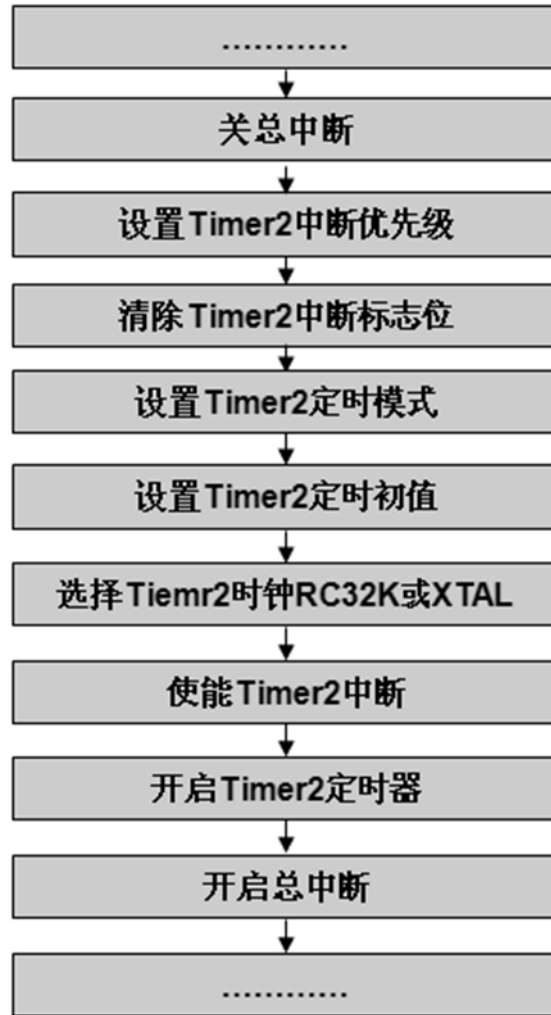 ............
关总中断
设置Timer2中断优先级
清除Timer2中断标志位
设置Timer2定时模式
设置Timer2定时初值
选择Tiemr2时钟RC32K或XTAL
使能Timer2中断
开启Timer2定时器
开启总中断
............